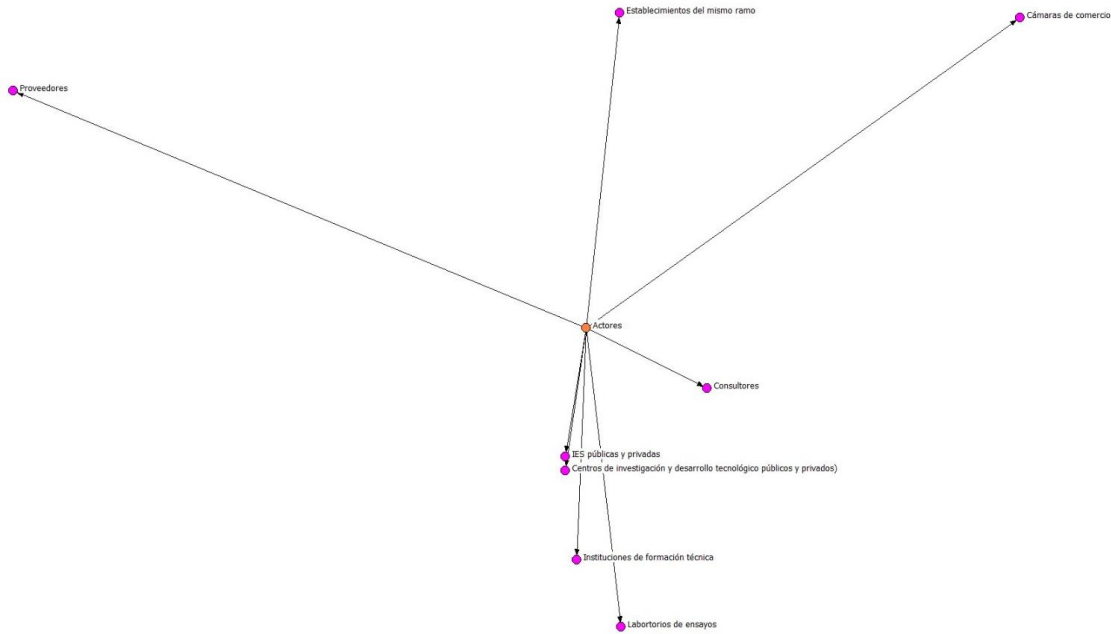 Establecimientos del mismo ramo
Cámaras de comercio
Proveedores
Actores
Consultores
IES públicas y privadas
Centros de investigación y desarrollo tecnológico públicos y privados)
Instituciones de formación técnica
Labortorios de ensayos